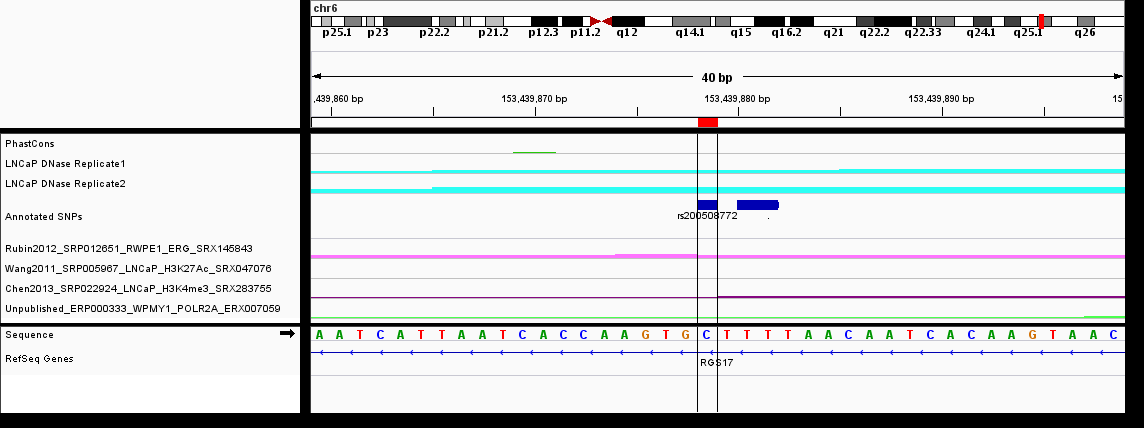 chr6
p25.1 p23 p22.2 p21.2 p12.3 p11.2 q12 q14.1 q15 q16.2 q21 q22.2 q22.33 q24.1 q25.1 q26
40 bp
,439,860 bp 153,439,870 bp 153,439,880 bp 153,439,890 bp 15
PhastCons
LNCaP DNase Replicate1
LNCaP DNase Replicate2
Annotated SNPs
rs200508772 .
Rubin2012_SRP012651_RWPE1_ERG_SRX145843
Wang2011_SRP005967_LNCaP_H3K27Ac_SRX047076
Chen2013_SRP022924_LNCaP_H3K4me3_SRX283755
Unpublished_ERP000333_WPMY1_POLR2A_ERX007059
Sequence A A T C A T T A A T C A C C A A G T G C T T T T A A C A A T C A C A A G T A A C
RefSeq Genes
RGS17